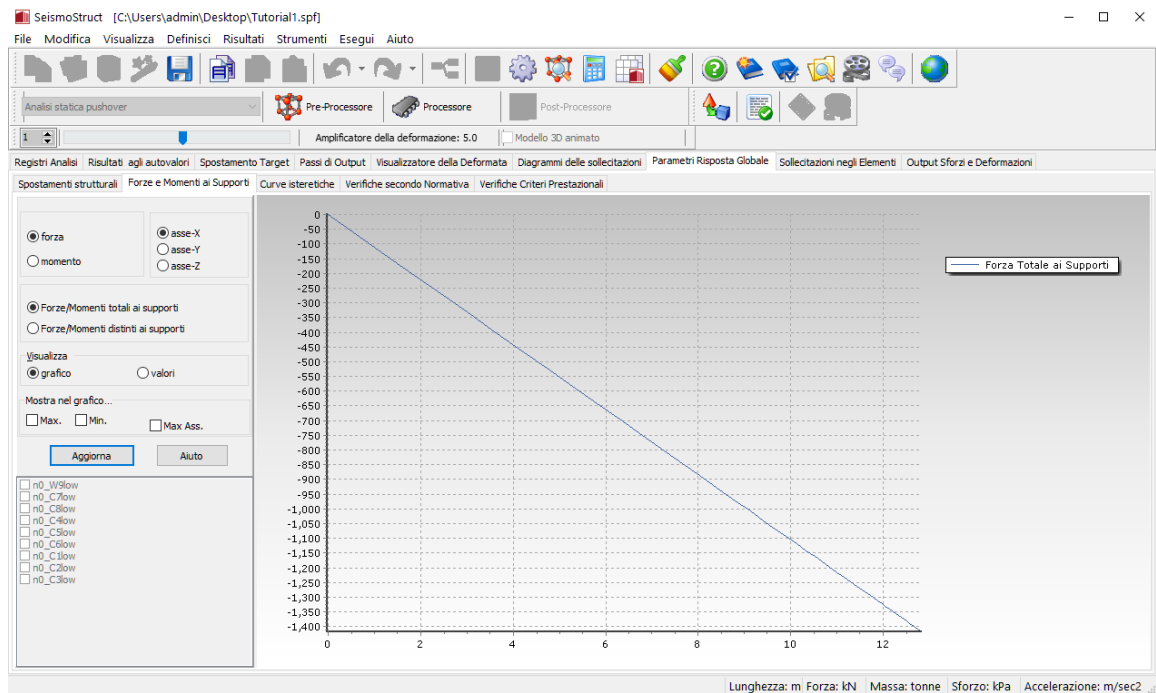 SeismoStruct [C:\Users\admin\Desktop\Tutorial1.spf]
File Modifica Visualizza Definisci Risultati Strumenti Esegui Aiuto
Analisi statica pushover Pre-Processore Processore Post-Processore
1 Amplificatore della deformazione: 5.0 Modello 3D animato
Registri Analisi Risultati agli autovalori Spostamento Target Passi di Output Visualizzatore della Deformata Diagrammi delle sollecitazioni Parametri Risposta Globale Sollecitazioni negli Elementi Output Sforzi e Deformazioni
Spostamenti strutturali Forze e Momenti ai Supporti Curve isteretiche Verifiche secondo Normativa Verifiche Criteri Prestazionali
forza
momento
asse-X
asse-Y
asse-Z
Forze/Momenti totali ai supporti
Forze/Momenti distinti ai supporti
Visualizza
grafico valori
Mostra nel grafico...
Max. Min. Max Ass.
Aggiorna Aiuto
n0_W9low
n0_C7low
n0_C8low
n0_C4low
n0_C5low
n0_C6low
n0_C1low
n0_C2low
n0_C3low
0
-50
-100
-150
-200
-250
-300
-350
-400
-450
-500
-550
-600
-650
-700
-750
-800
-850
-900
-950
-1,000
-1,050
-1,100
-1,150
-1,200
-1,250
-1,300
-1,350
-1,400
0 2 4 6 8 10 12
Forza Totale ai Supporti
Lunghezza: m Forza: kN Massa: tonne Sforzo: kPa Accelerazione: m/sec2